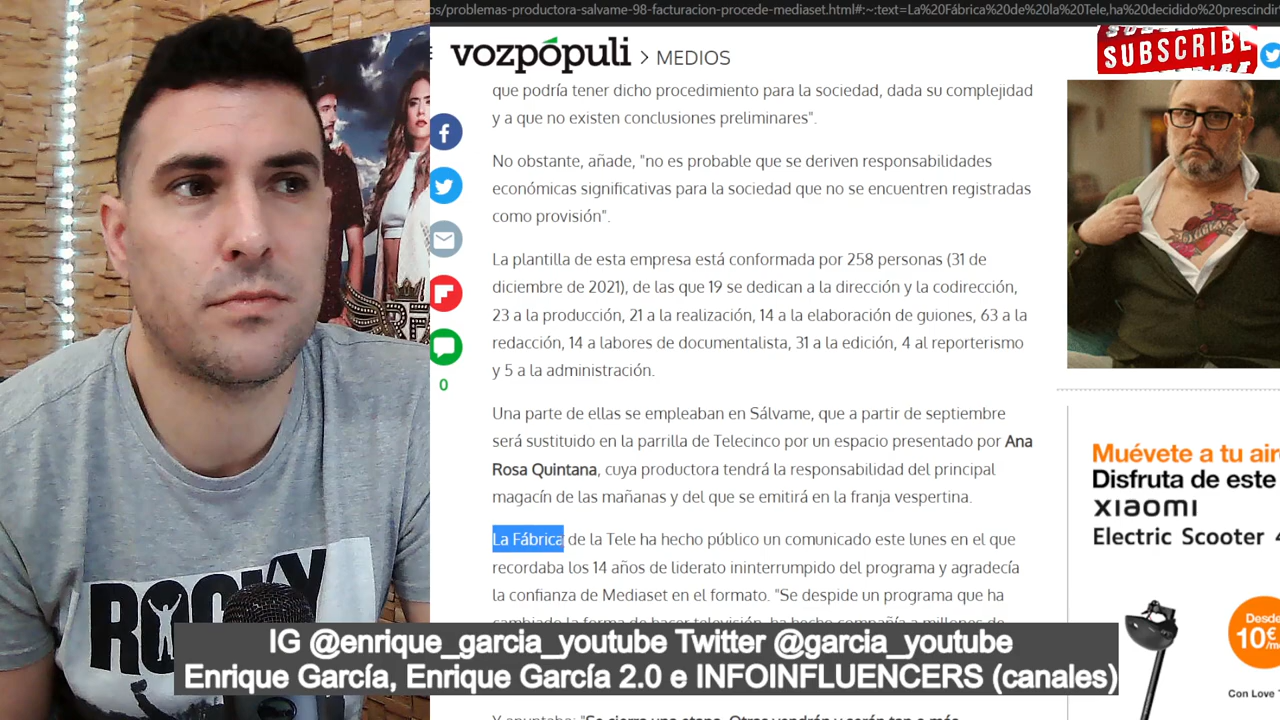 os/problemas-productora-salvame-98-facturacion-procede-mediaset.html#:~:text=La%20Fábrica%20de%20la%20Tele,ha%20decidido%20prescindir
vozpópuli > MEDIOS
SUBSCRIBE
que podría tener dicho procedimiento para la sociedad, dada su complejidad
y a que no existen conclusiones preliminares".
No obstante, añade, "no es probable que se deriven responsabilidades
económicas significativas para la sociedad que no se encuentren registradas
como provisión".
La plantilla de esta empresa está conformada por 258 personas (31 de
diciembre de 2021), de las que 19 se dedican a la dirección y la codirección,
23 a la producción, 21 a la realización, 14 a la elaboración de guiones, 63 a la
redacción, 14 a labores de documentalista, 31 a la edición, 4 al reporterismo
y 5 a la administración.
0
Una parte de ellas se empleaban en Sálvame, que a partir de septiembre
será sustituido en la parrilla de Telecinco por un espacio presentado por Ana
Rosa Quintana, cuya productora tendrá la responsabilidad del principal
magacín de las mañanas y del que se emitirá en la franja vespertina.
La Fábrica de la Tele ha hecho público un comunicado este lunes en el que
recordaba los 14 años de liderato ininterrumpido del programa y agradecía
la confianza de Mediaset en el formato. "Se despide un programa que ha
Muévete a tu aire
Disfruta de este
xiaomi
Electric Scooter 4
Desde
10€
/me
Con Love
ROCKY
IG @enrique_garcia_youtube Twitter @garcia_youtube
Enrique García, Enrique García 2.0 e INFOINFLUENCERS (canales)